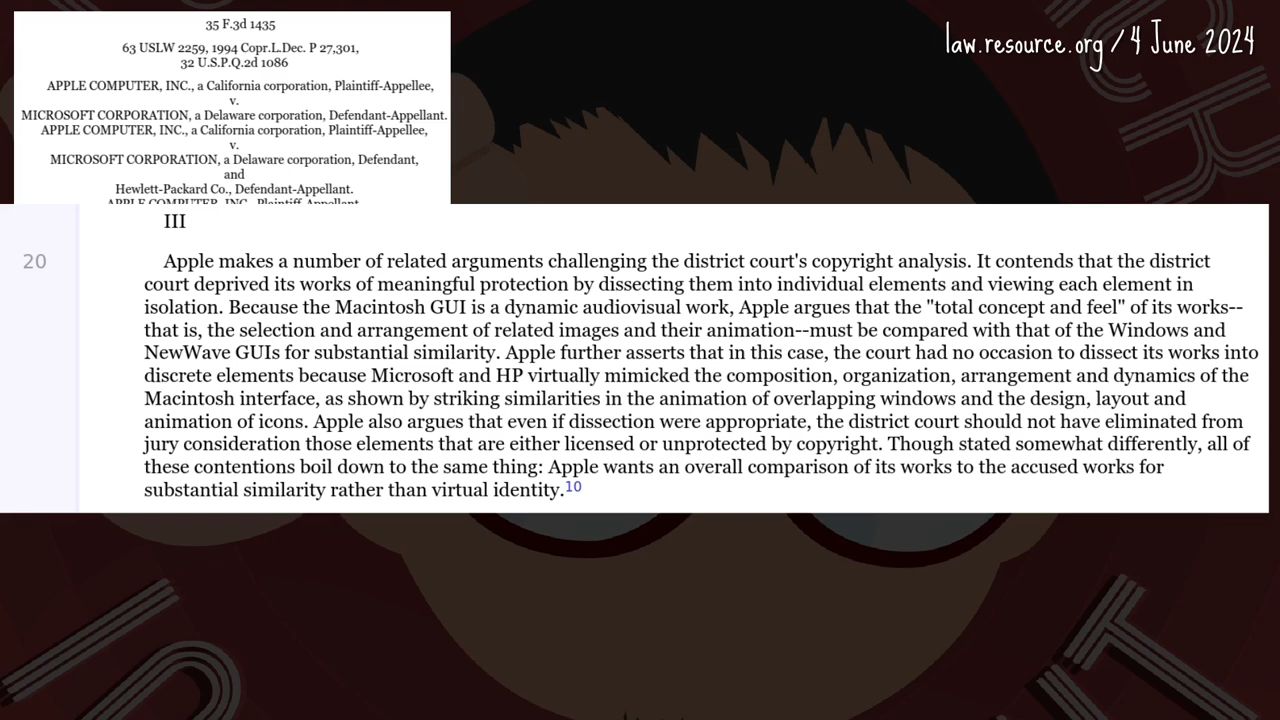 35 F.3d 1435
law.resource.org / 4 June 2024
63 USLW 2259, 1994 Copr.L.Dec. P 27,301,
32 U.S.P.Q.2d 1086
APPLE COMPUTER, INC., a California corporation, Plaintiff-Appellee,
v.
MICROSOFT CORPORATION, a Delaware corporation, Defendant-Appellant.
APPLE COMPUTER, INC., a California corporation, Plaintiff-Appellee,
v.
MICROSOFT CORPORATION, a Delaware corporation, Defendant,
and
Hewlett-Packard Co., Defendant-Appellant.
APPLE COMPUTER, INC., Plaintiff-Appellant
III
20
Apple makes a number of related arguments challenging the district court's copyright analysis. It contends that the district
court deprived its works of meaningful protection by dissecting them into individual elements and viewing each element in
isolation. Because the Macintosh GUI is a dynamic audiovisual work, Apple argues that the "total concept and feel" of its works--
that is, the selection and arrangement of related images and their animation--must be compared with that of the Windows and
NewWave GUIs for substantial similarity. Apple further asserts that in this case, the court had no occasion to dissect its works into
discrete elements because Microsoft and HP virtually mimicked the composition, organization, arrangement and dynamics of the
Macintosh interface, as shown by striking similarities in the animation of overlapping windows and the design, layout and
animation of icons. Apple also argues that even if dissection were appropriate, the district court should not have eliminated from
jury consideration those elements that are either licensed or unprotected by copyright. Though stated somewhat differently, all of
these contentions boil down to the same thing: Apple wants an overall comparison of its works to the accused works for
substantial similarity rather than virtual identity.10